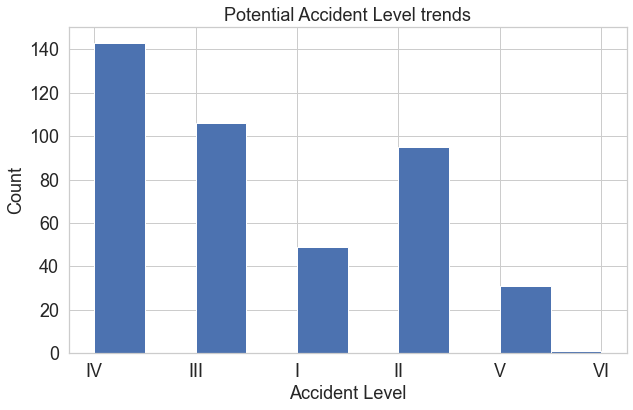 Potential Accident Level trends
140
120
100
80
60
40
20
0
Count
IV III I II V VI
Accident Level